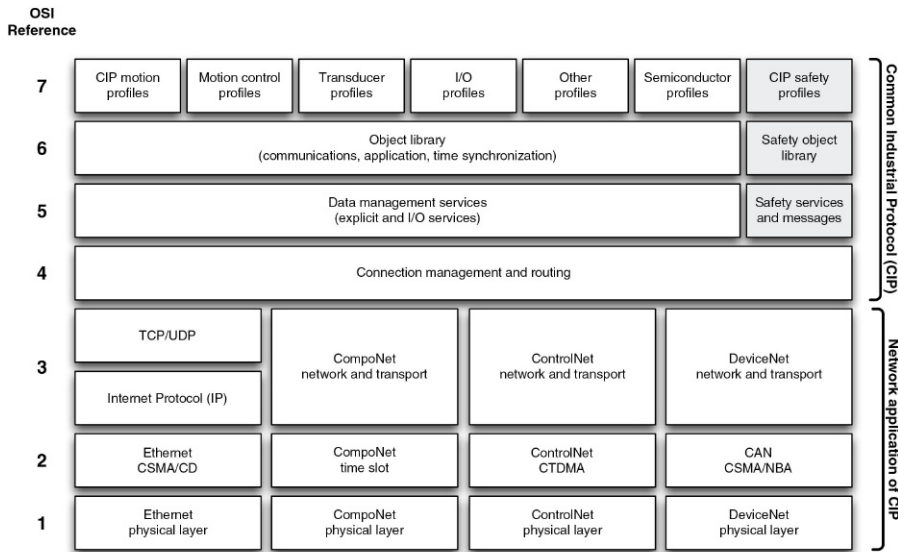 OSI
Reference
7
CIP motion
profiles
Motion control
profiles
Transducer
profiles
I/O
profiles
Other
profiles
Semiconductor
profiles
CIP safety
profiles
6
Object library
(communications, application, time synchronization)
Safety object
library
5
Data management services
(explicit and I/O services)
Safety services
and messages
4
Connection management and routing
Common Industrial Protocol (CIP)
3
TCP/UDP
Internet Protocol (IP)
CompoNet
network and transport
ControlNet
network and transport
DeviceNet
network and transport
2
Ethernet
CSMA/CD
CompoNet
time slot
ControlNet
CTDMA
CAN
CSMA/NBA
1
Ethernet
physical layer
CompoNet
physical layer
ControlNet
physical layer
DeviceNet
physical layer
Network application of CIP